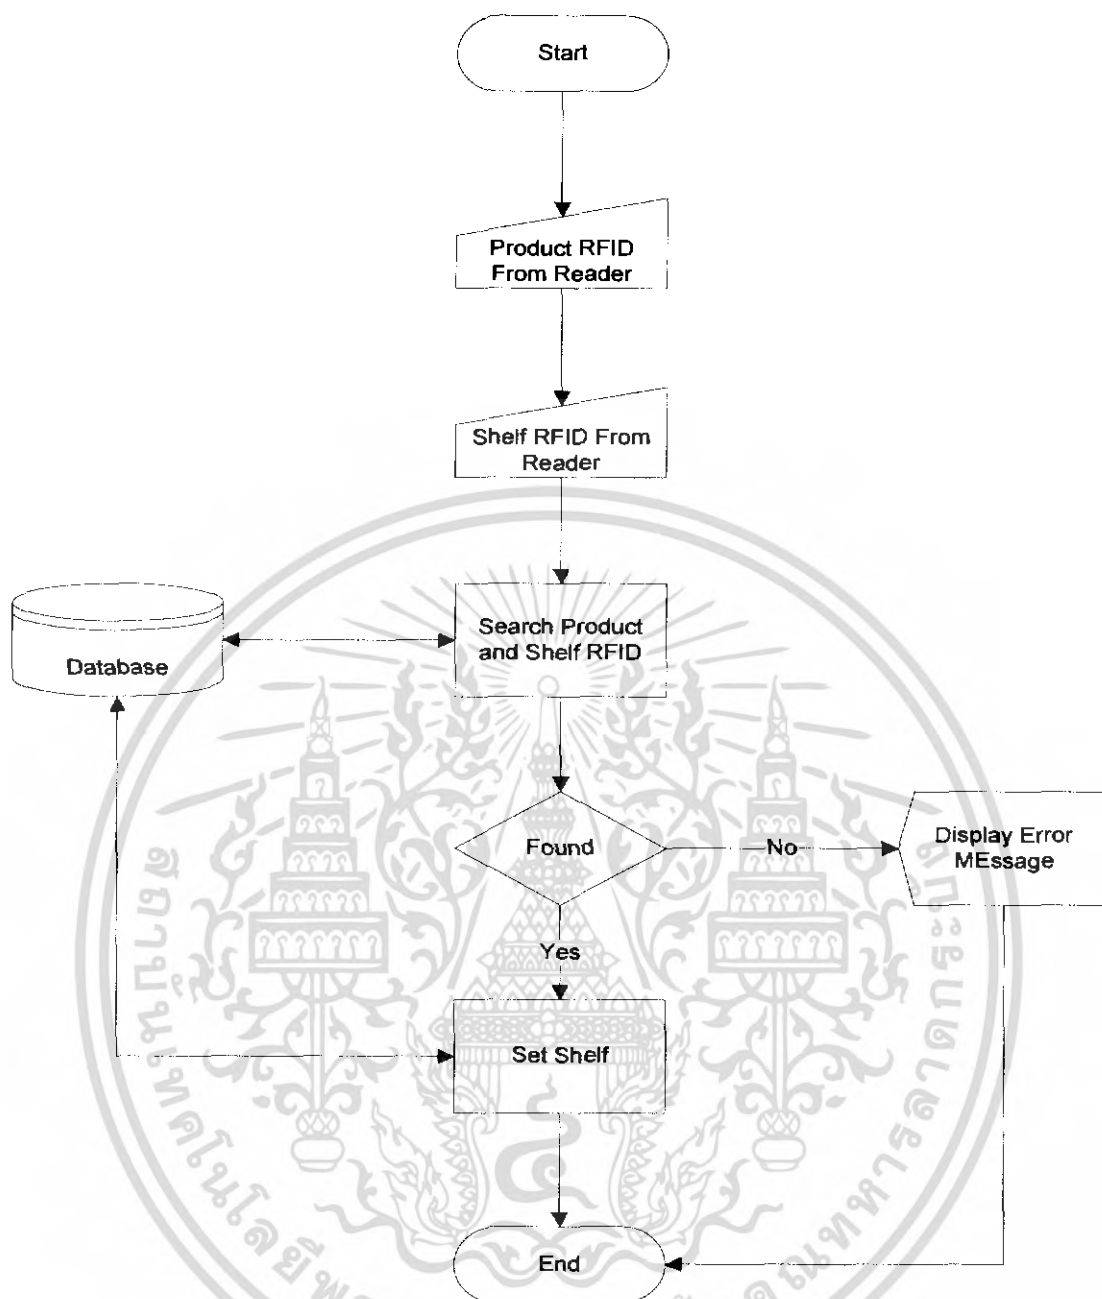 Start
Product RFID
From Reader
Shelf RFID From
Reader
Search Product
and Shelf RFID
Database
Found
No
Display Error
MEssage
Yes
Set Shelf
End